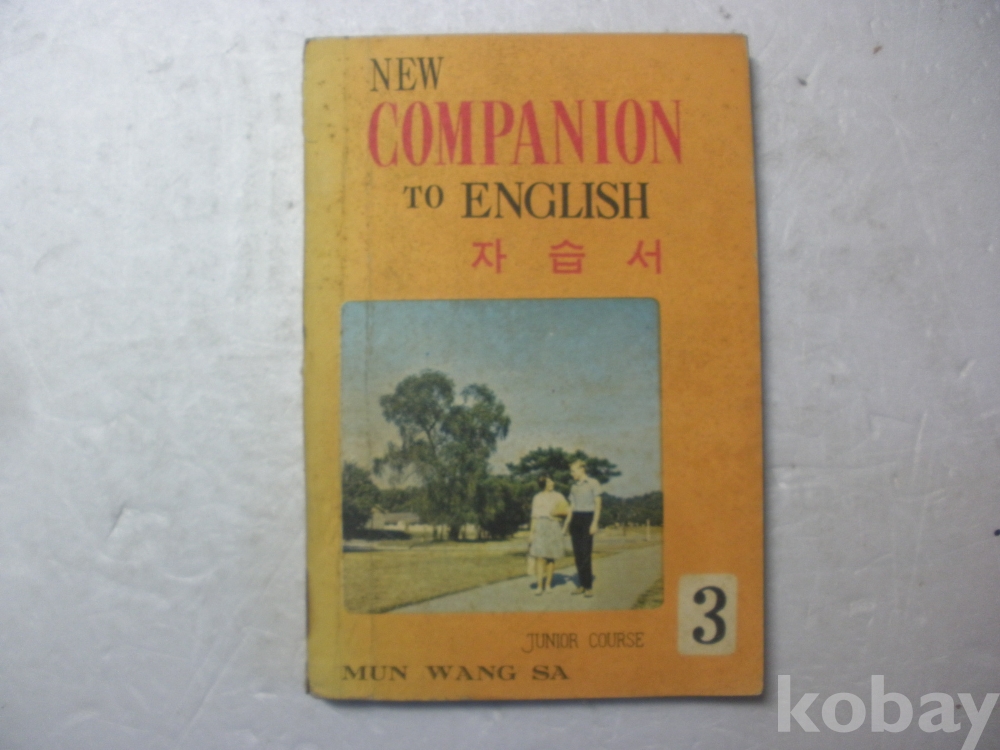 NEW
COMPANION
TO ENGLISH
자습서
JUNIOR COURSE
3
MUN WANG SA
kobay